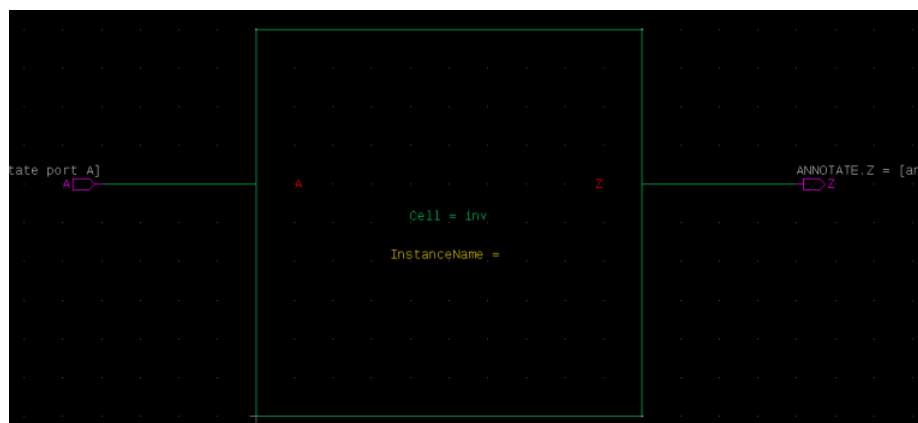 tate port A]
ANNOTATE.Z = [an
A
A
Z
Z
Cell = inv
InstanceName =